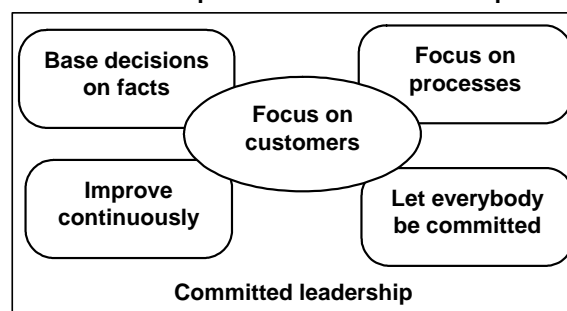 Base decisions
on facts
Focus on
processes
Focus on
customers
Improve
continuously
Let everybody
be committed
Committed leadership